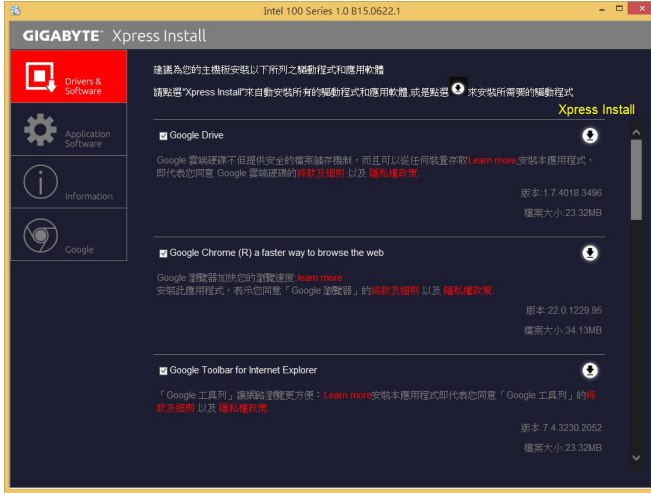 Intel 100 Series 1.0 B15.0622.1
GIGABYTE™ Xpress Install
Drivers & Software
Application Software
Information
Google
建議為您的主機板安裝以下所列之驅動程式和應用軟體
請點選"Xpress Install"來自動安裝所有的驅動程式和應用軟體,或是點選 來安裝所需要的驅動程式
Xpress Install
Google Drive
Google 雲端硬碟不但提供安全的檔案儲存機制，而且可以從任何裝置存取Learn more,安裝本應用程式，
即代表您同意 Google 雲端硬碟的條款及細則 以及 隱私權政策.
版本:1.7.4018.3496
檔案大小:23.32MB
Google Chrome (R) a faster way to browse the web
Google 瀏覽器加快您的瀏覽速度:learn more
安裝此應用程式，表示您同意「Google 瀏覽器」的條款及細則 以及 隱私權政策.
版本:22.0.1229.95
檔案大小:34.13MB
Google Toolbar for Internet Explorer
「Google 工具列」讓網路瀏覽更方便：Learn more安裝本應用程式即代表您同意「Google 工具列」的條
款及細則 以及 隱私權政策.
版本:7.4.3230.2052
檔案大小:23.32MB